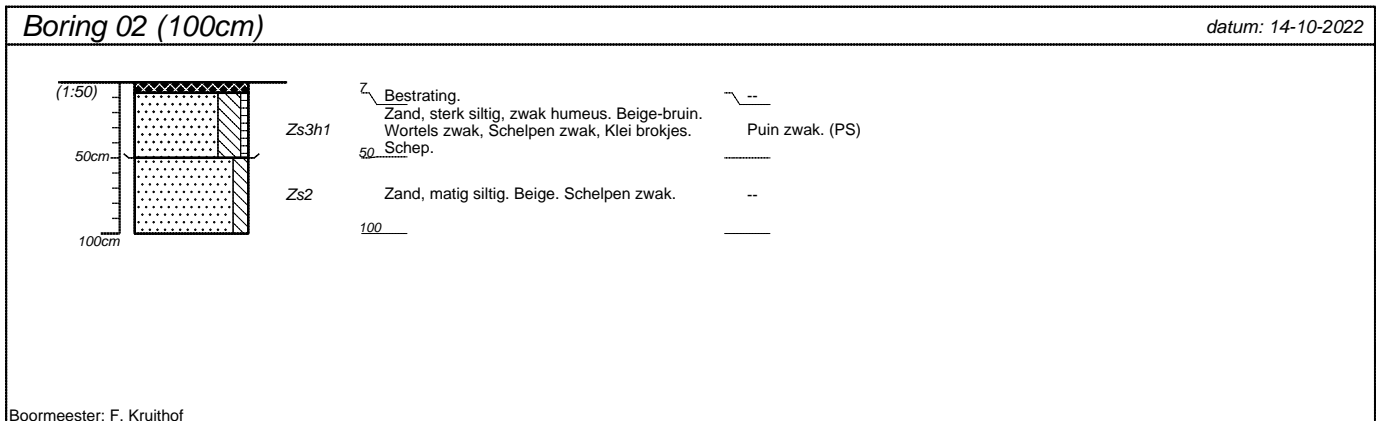 Boring 02 (100cm)
datum: 14-10-2022
(1:50)
7
Bestrating.
--
Zand, sterk siltig, zwak humeus. Beige-bruin.
Zs3h1
Wortels zwak, Schelpen zwak, Klei brokjes.
Puin zwak. (PS)
Schep.
50cm
50
Zs2
Zand, matig siltig. Beige. Schelpen zwak.
--
100
100cm
Boormeester: F. Kruithof